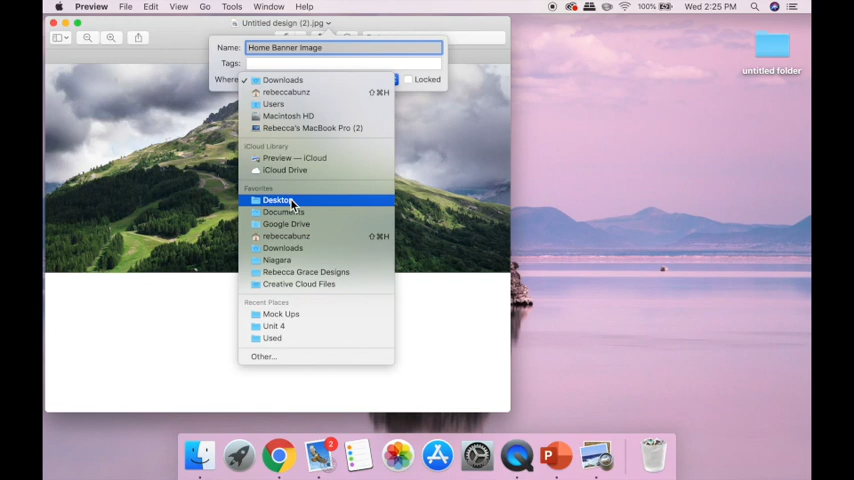 Preview File Edit View Go Tools Window Help 100% Wed 2:25 PM
Untitled design (2).jpg
Name: Home Banner Image
Tags:
Where: Downloads Locked
rebeccabunz ⇧⌘H
Users
Macintosh HD
Rebecca's MacBook Pro (2)
iCloud Library
Preview — iCloud
iCloud Drive
Favorites
Desktop
Documents
Google Drive
rebeccabunz ⇧⌘H
Downloads
Niagara
Rebecca Grace Designs
Creative Cloud Files
Recent Places
Mock Ups
Unit 4
Used
Other...
untitled folder
2
P